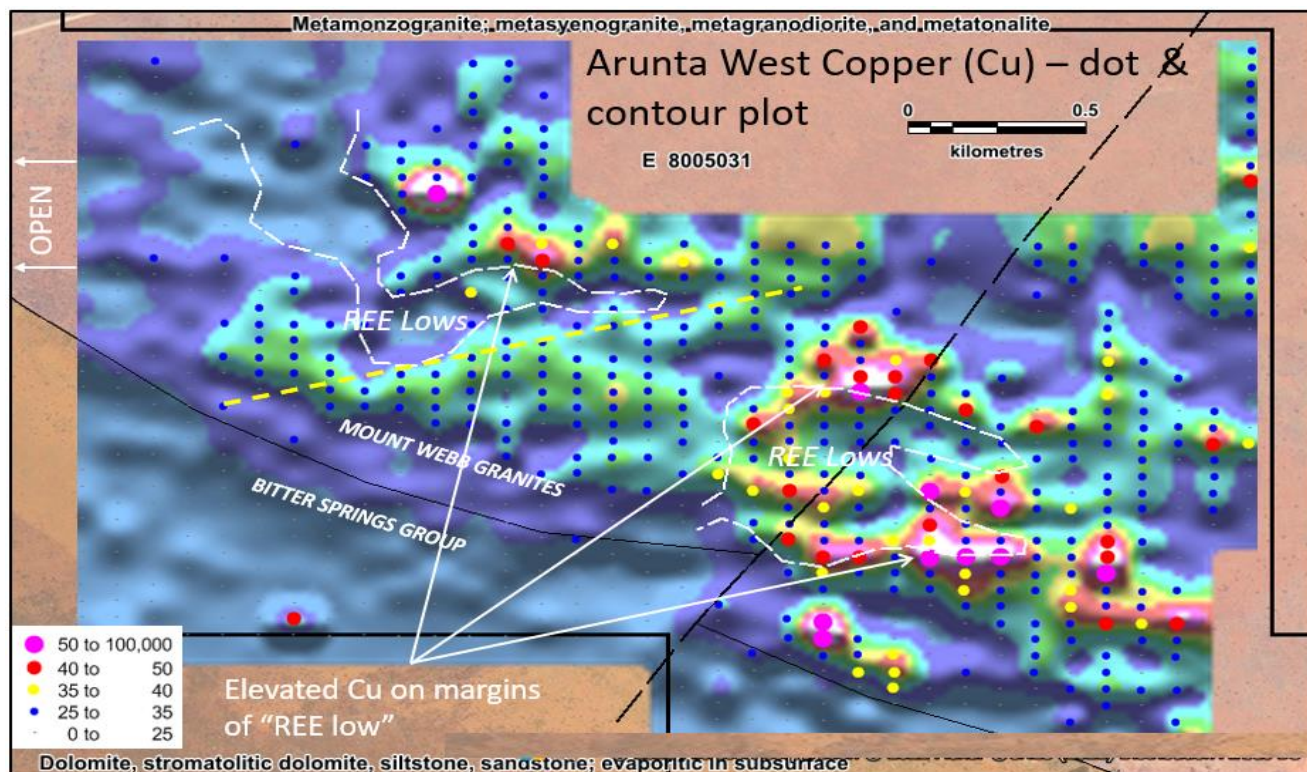 Metamonzogranite; metasyenogranite, metagranodiorite, and metatonalite
Arunta West Copper (Cu) – dot &
contour plot
0 0.5
kilometres
E 8005031
OPEN
REE Lows
REE Lows
MOUNT WEBB GRANITES
BITTER SPRINGS GROUP
50 to 100,000
40 to 50
35 to 40
25 to 35
0 to 25
Elevated Cu on margins
of “REE low”
Dolomite, stromatolitic dolomite, siltstone, sandstone; evaporitic in subsurface